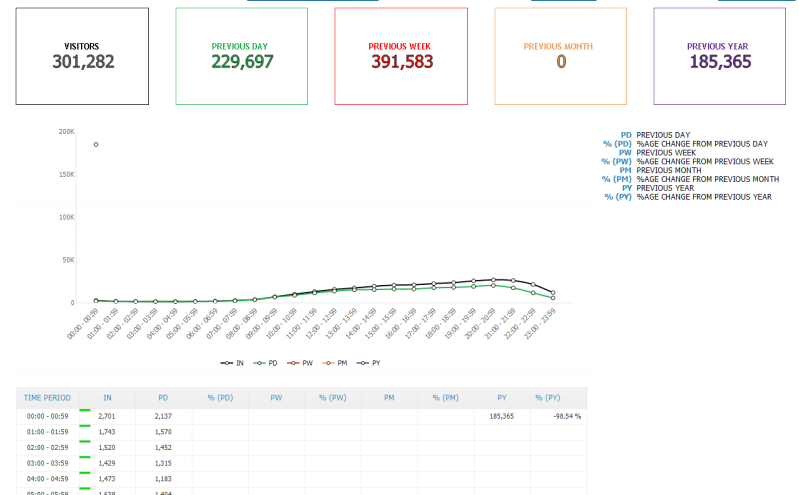 VISITORS
301,282
PREVIOUS DAY
229,697
PREVIOUS WEEK
391,583
PREVIOUS MONTH
0
PREVIOUS YEAR
185,365
200K
150K
100K
50K
0
00:00 - 00:59
01:00 - 01:59
02:00 - 02:59
03:00 - 03:59
04:00 - 04:59
05:00 - 05:59
06:00 - 06:59
07:00 - 07:59
08:00 - 08:59
09:00 - 09:59
10:00 - 10:59
11:00 - 11:59
12:00 - 12:59
13:00 - 13:59
14:00 - 14:59
15:00 - 15:59
16:00 - 16:59
17:00 - 17:59
18:00 - 18:59
19:00 - 19:59
20:00 - 20:59
21:00 - 21:59
22:00 - 22:59
23:00 - 23:59
IN PD PW PM PY
PD PREVIOUS DAY
% (PD) %AGE CHANGE FROM PREVIOUS DAY
PW PREVIOUS WEEK
% (PW) %AGE CHANGE FROM PREVIOUS WEEK
PM PREVIOUS MONTH
% (PM) %AGE CHANGE FROM PREVIOUS MONTH
PY PREVIOUS YEAR
% (PY) %AGE CHANGE FROM PREVIOUS YEAR
TIME PERIOD IN PD % (PD) PW % (PW) PM % (PM) PY % (PY)
00:00 - 00:59 2,701 2,137 185,365 -98.54 %
01:00 - 01:59 1,743 1,570
02:00 - 02:59 1,520 1,452
03:00 - 03:59 1,429 1,315
04:00 - 04:59 1,473 1,183
05:00 - 05:59 1,639 1,404